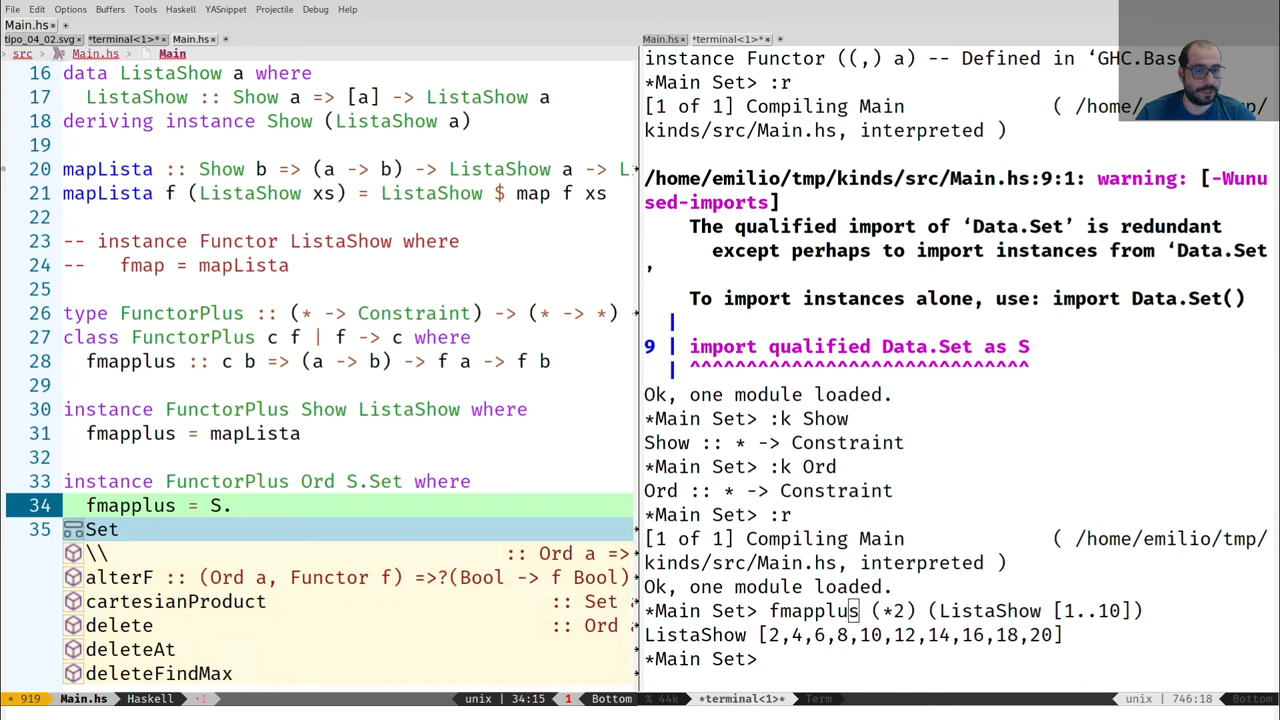 File Edit Options Buffers Tools Haskell YASnippet Projectile Debug Help
Main.hs
tipo_04_02.svg *terminal<1> Main.hs
src Main.hs Main
16 data ListaShow a where
17 ListaShow :: Show a => [a] -> ListaShow a
18 deriving instance Show (ListaShow a)
19
20 mapLista :: Show b => (a -> b) -> ListaShow a -> L
21 mapLista f (ListaShow xs) = ListaShow $ map f xs
22
23 -- instance Functor ListaShow where
24 --   fmap = mapLista
25
26 type FunctorPlus :: (* -> Constraint) -> (* -> *)
27 class FunctorPlus c f | f -> c where
28 fmapplus :: c b => (a -> b) -> f a -> f b
29
30 instance FunctorPlus Show ListaShow where
31 fmapplus = mapLista
32
33 instance FunctorPlus Ord S.Set where
34 fmapplus = S.
35 Set
\\ :: Ord a =>
alterF :: (Ord a, Functor f) =>?(Bool -> f Bool)
cartesianProduct :: Set
delete :: Ord
deleteAt
deleteFindMax
* 919 Main.hs Haskell •1 unix | 34:15 1 Bottom
Main.hs *terminal<1>
instance Functor ((,) a) -- Defined in ‘GHC.Base
*Main Set> :r
[1 of 1] Compiling Main ( /home/e tmp/
kinds/src/Main.hs, interpreted )
/home/emilio/tmp/kinds/src/Main.hs:9:1: warning: [-Wunu
sed-imports]
The qualified import of ‘Data.Set’ is redundant
except perhaps to import instances from ‘Data.Set
’
To import instances alone, use: import Data.Set()
|
9 | import qualified Data.Set as S
| ^^^^^^^^^^^^^^^^^^^^^^^^^^^^^^
Ok, one module loaded.
*Main Set> :k Show
Show :: * -> Constraint
*Main Set> :k Ord
Ord :: * -> Constraint
*Main Set> :r
[1 of 1] Compiling Main ( /home/emilio/tmp/
kinds/src/Main.hs, interpreted )
Ok, one module loaded.
*Main Set> fmapplus (*2) (ListaShow [1..10])
ListaShow [2,4,6,8,10,12,14,16,18,20]
*Main Set>
% 44k *terminal<1> Term unix | 746:18 Bottom